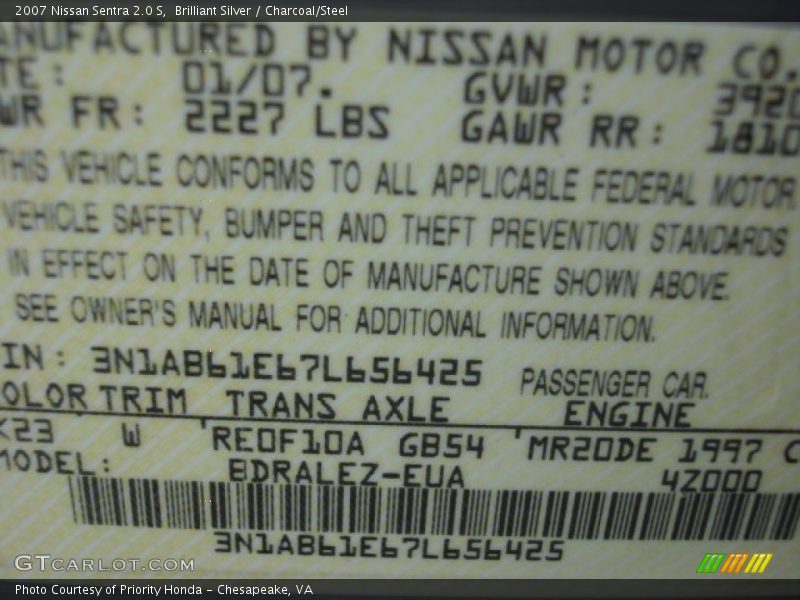 2007 Nissan Sentra 2.0 S,  Brilliant Silver / Charcoal/Steel
ANUFACTURED BY NISSAN MOTOR CO.
TE: 01/07. GVWR: 3920
WR FR: 2227 LBS GAWR RR: 1810
THIS VEHICLE CONFORMS TO ALL APPLICABLE FEDERAL MOTOR
VEHICLE SAFETY, BUMPER AND THEFT PREVENTION STANDARDS
IN EFFECT ON THE DATE OF MANUFACTURE SHOWN ABOVE.
SEE OWNER'S MANUAL FOR ADDITIONAL INFORMATION.
IN: 3N1AB61E67L656425 PASSENGER CAR.
OLOR TRIM TRANS AXLE ENGINE
K23 W RE0F10A GB54 MR20DE 1997 C
MODEL: BDRALEZ-EUA 4Z000
3N1AB61E67L656425
GTCARLOT.COM
Photo Courtesy of Priority Honda - Chesapeake, VA